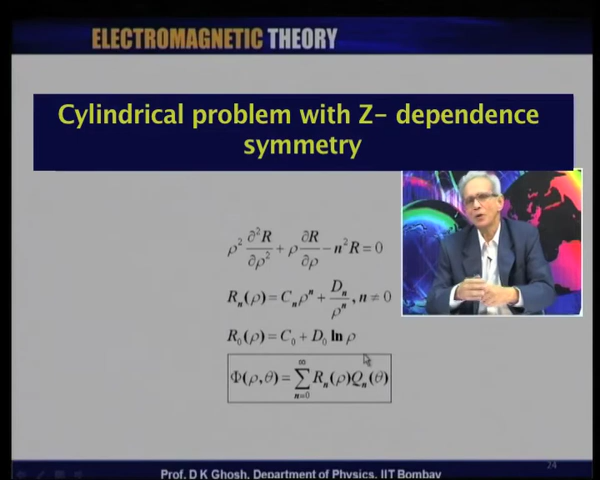 ELECTROMAGNETIC THEORY
Cylindrical problem with Z- dependence
symmetry
ρ² ∂²R/∂ρ² + ρ ∂R/∂ρ − n²R = 0
Rₙ(ρ) = Cₙρⁿ + Dₙ/ρⁿ, n ≠ 0
R₀(ρ) = C₀ + D₀ ln ρ
Φ(ρ,θ) = ∑ₙ₌₀^∞ Rₙ(ρ)Qₙ(θ)
24
Prof. D K Ghosh, Department of Physics, IIT Bombay